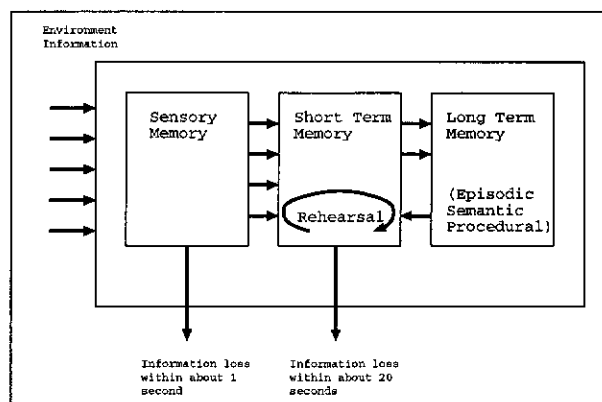 Environment
Information
Sensory
Memory
Short Term
Memory
Rehearsal
Long Term
Memory
(Episodic
Semantic
Procedural)
Information loss
within about 1
second
Information loss
within about 20
seconds